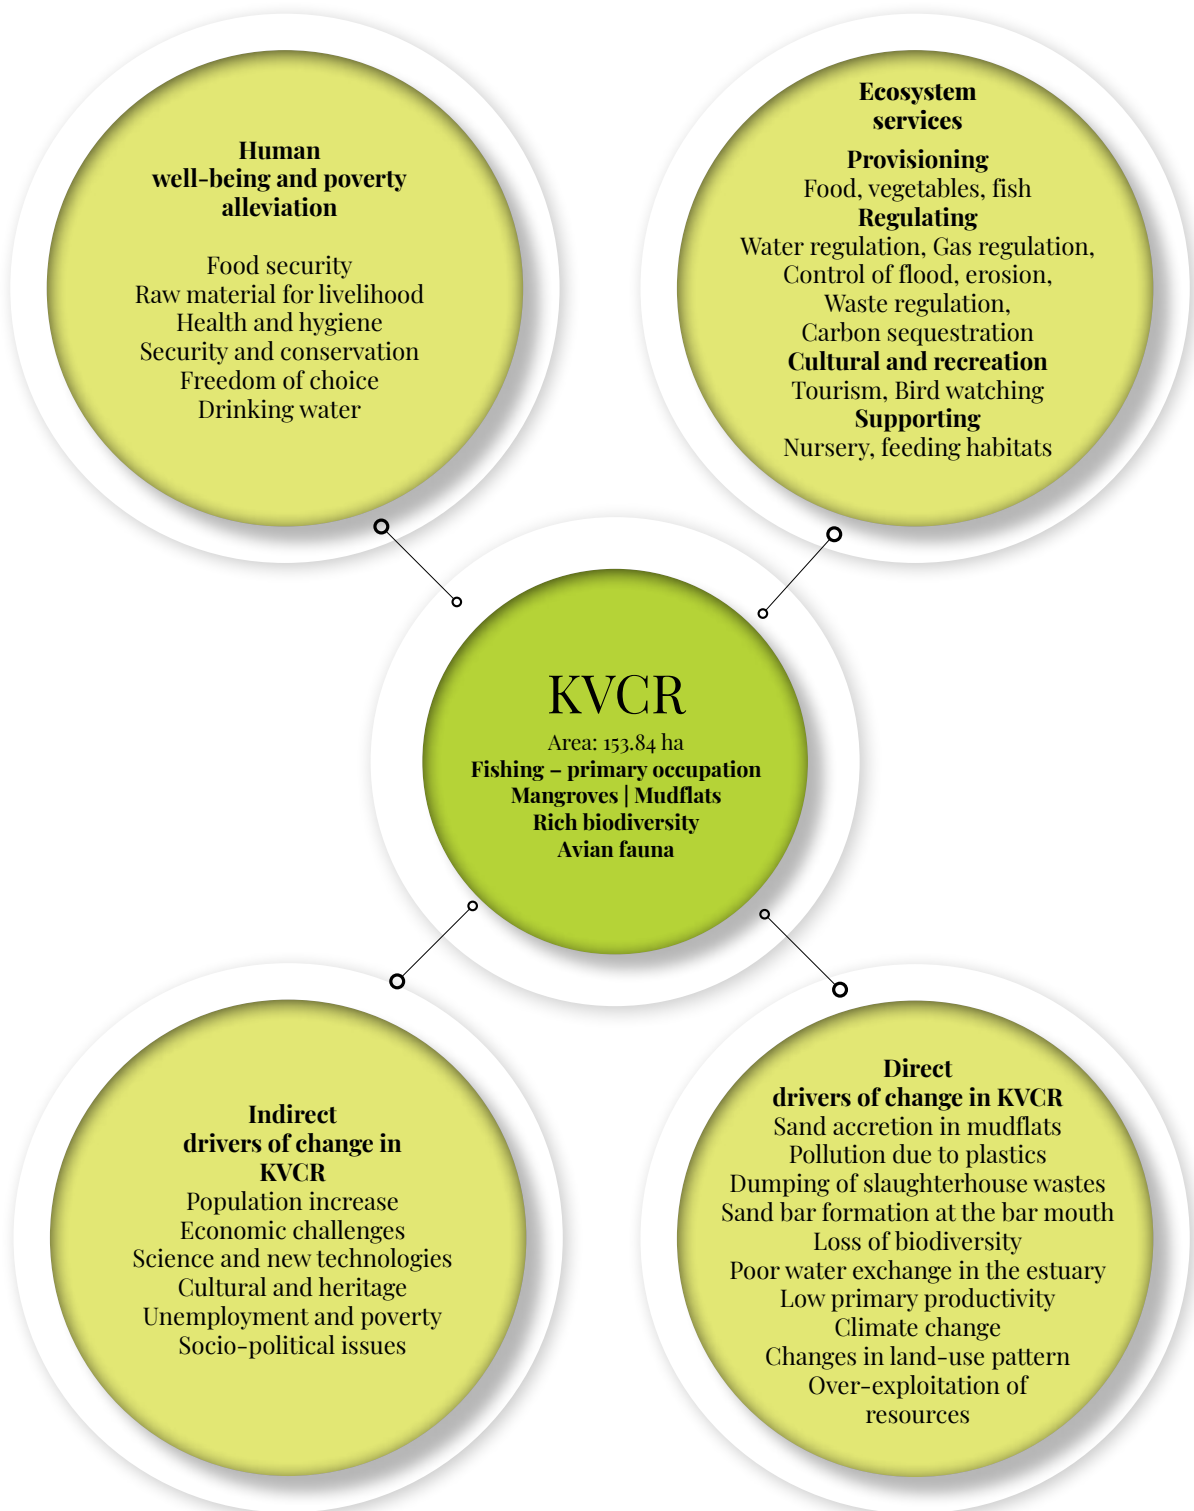 Human
well-being and poverty
alleviation
Food security
Raw material for livelihood
Health and hygiene
Security and conservation
Freedom of choice
Drinking water
Ecosystem
services
Provisioning
Food, vegetables, fish
Regulating
Water regulation, Gas regulation,
Control of flood, erosion,
Waste regulation,
Carbon sequestration
Cultural and recreation
Tourism, Bird watching
Supporting
Nursery, feeding habitats
KVCR
Area: 153.84 ha
Fishing – primary occupation
Mangroves | Mudflats
Rich biodiversity
Avian fauna
Indirect
drivers of change in
KVCR
Population increase
Economic challenges
Science and new technologies
Cultural and heritage
Unemployment and poverty
Socio-political issues
Direct
drivers of change in KVCR
Sand accretion in mudflats
Pollution due to plastics
Dumping of slaughterhouse wastes
Sand bar formation at the bar mouth
Loss of biodiversity
Poor water exchange in the estuary
Low primary productivity
Climate change
Changes in land-use pattern
Over-exploitation of
resources